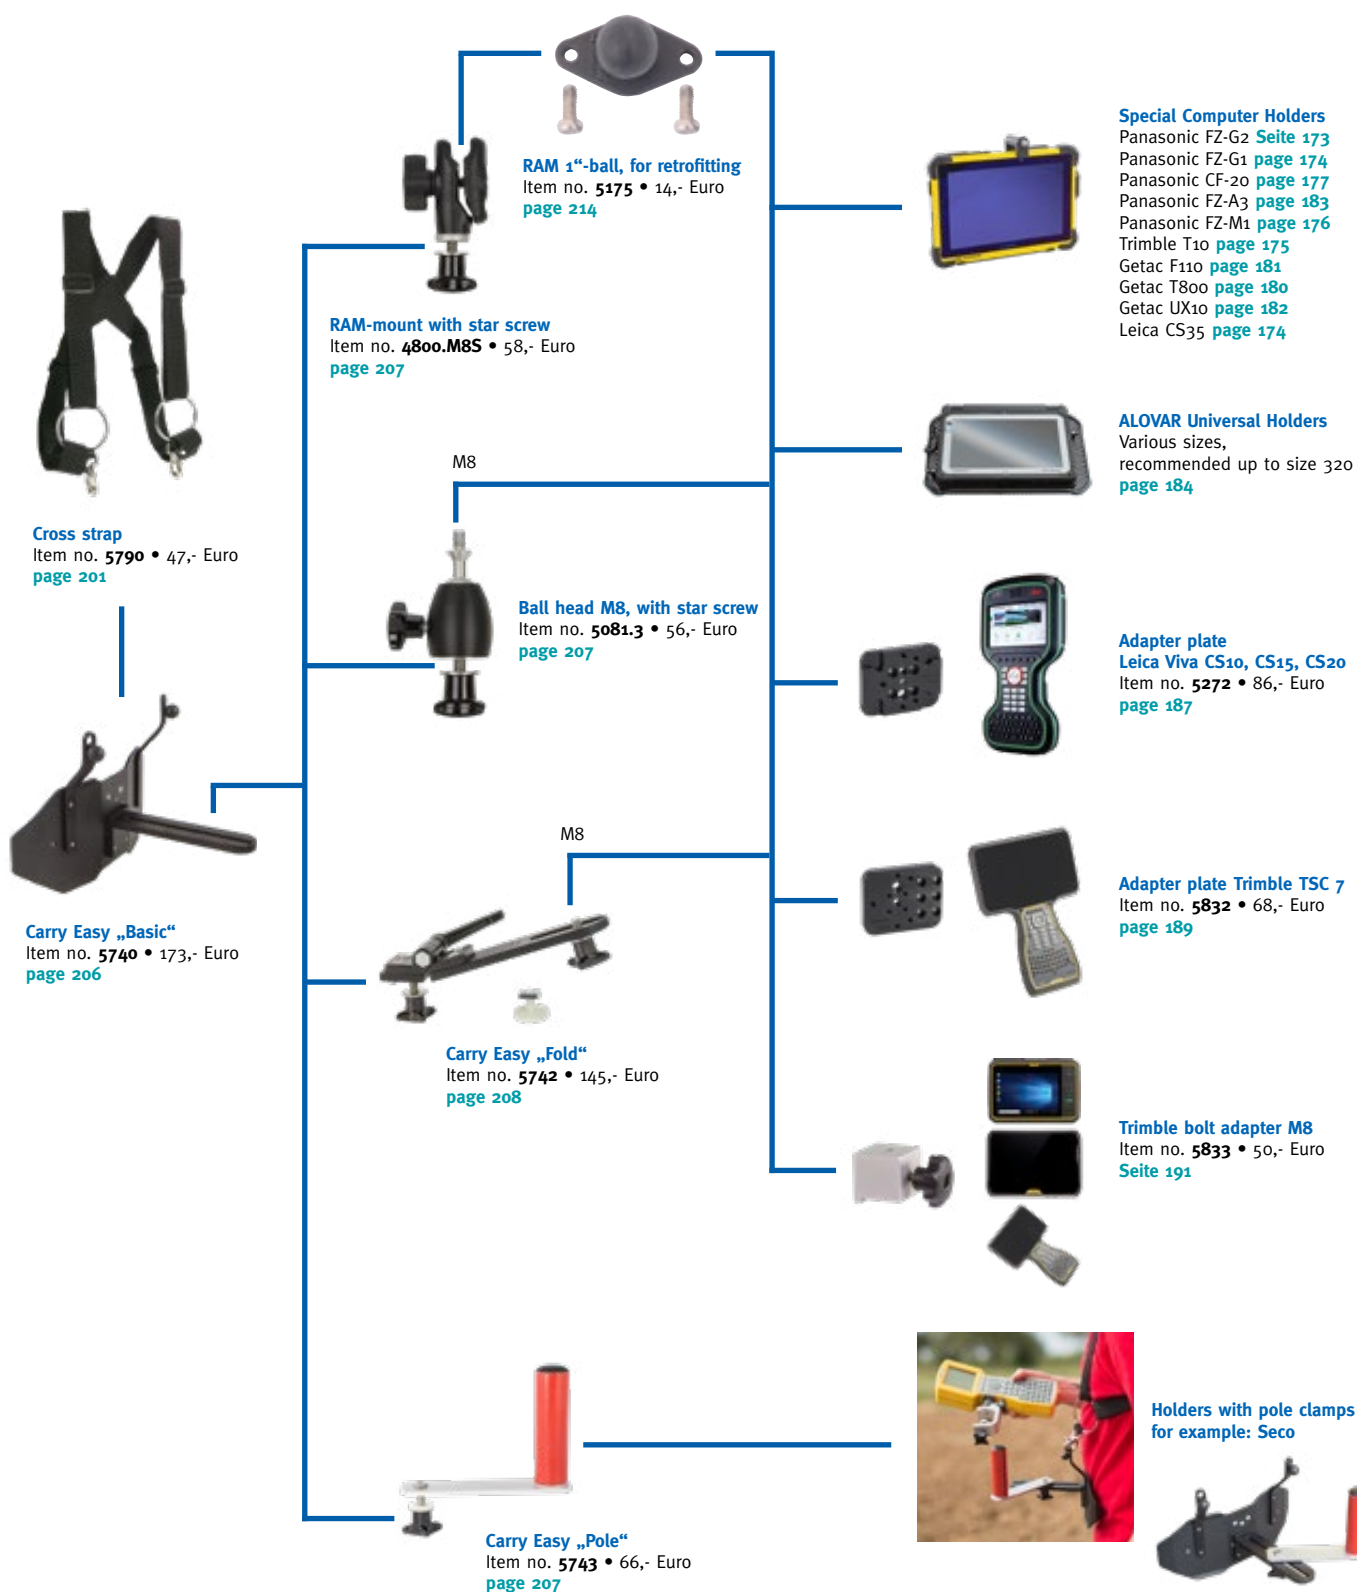 RAM 1“-ball, for retrofitting
Item no. 5175 • 14,- Euro
page 214
Special Computer Holders
Panasonic FZ-G2 Seite 173
Panasonic FZ-G1 page 174
Panasonic CF-20 page 177
Panasonic FZ-A3 page 183
Panasonic FZ-M1 page 176
Trimble T10 page 175
Getac F110 page 181
Getac T800 page 180
Getac UX10 page 182
Leica CS35 page 174
RAM-mount with star screw
Item no. 4800.M8S • 58,- Euro
page 207
ALOVAR Universal Holders
Various sizes,
recommended up to size 320
page 184
M8
Cross strap
Item no. 5790 • 47,- Euro
page 201
Ball head M8, with star screw
Item no. 5081.3 • 56,- Euro
page 207
Adapter plate
Leica Viva CS10, CS15, CS20
Item no. 5272 • 86,- Euro
page 187
M8
Adapter plate Trimble TSC 7
Item no. 5832 • 68,- Euro
page 189
Carry Easy „Basic“
Item no. 5740 • 173,- Euro
page 206
Carry Easy „Fold“
Item no. 5742 • 145,- Euro
page 208
Trimble bolt adapter M8
Item no. 5833 • 50,- Euro
Seite 191
Holders with pole clamps
for example: Seco
Carry Easy „Pole“
Item no. 5743 • 66,- Euro
page 207